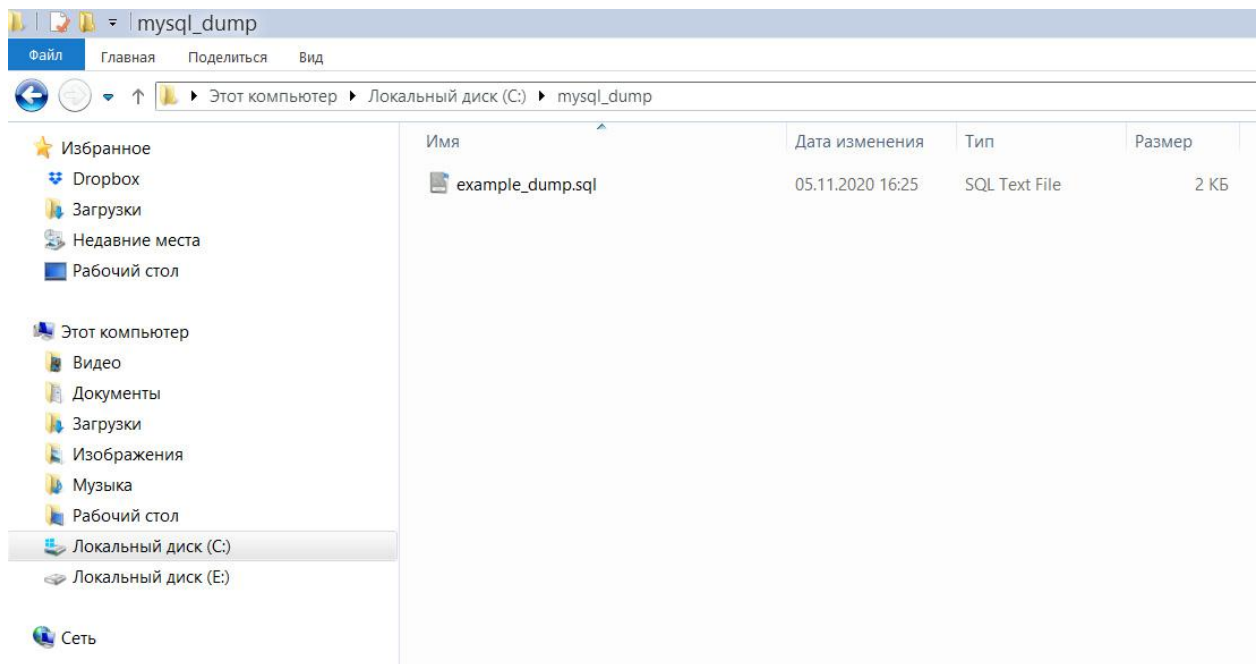 mysql_dump
Файл Главная Поделиться Вид
Этот компьютер Локальный диск (C:) mysql_dump
Избранное
Dropbox
Загрузки
Недавние места
Рабочий стол
Этот компьютер
Видео
Документы
Загрузки
Изображения
Музыка
Рабочий стол
Локальный диск (C:)
Локальный диск (E:)
Сеть
Имя Дата изменения Тип Размер
example_dump.sql 05.11.2020 16:25 SQL Text File 2 КБ